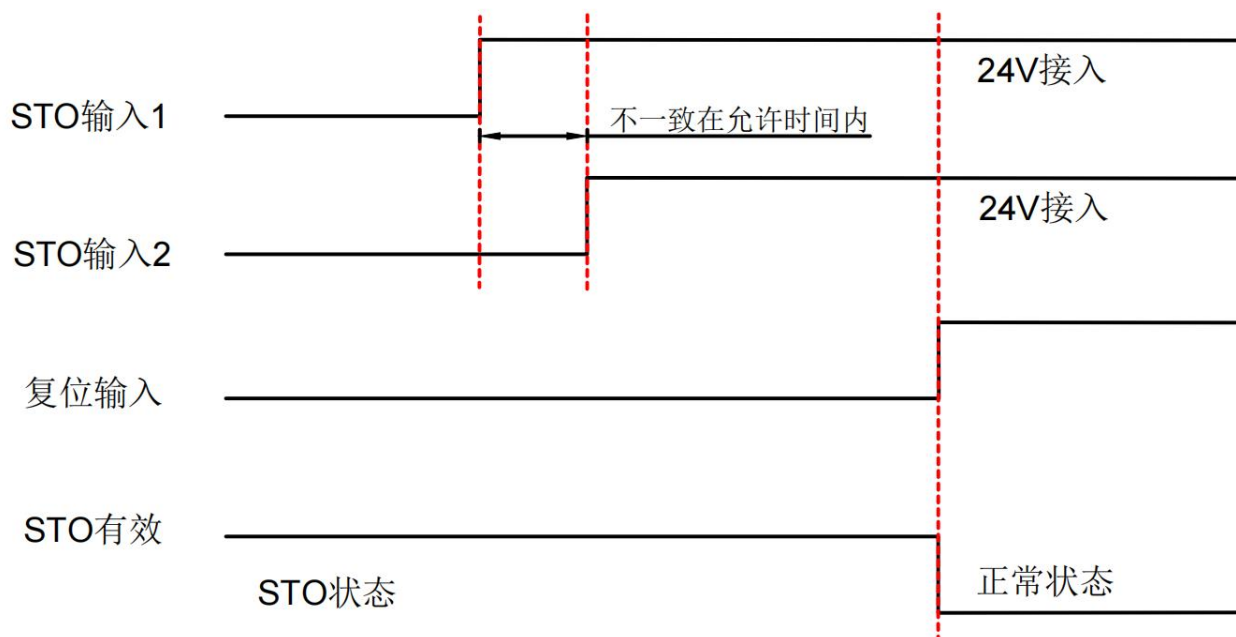 24V接入
STO输入1
不一致在允许时间内
24V接入
STO输入2
复位输入
STO有效
STO状态
正常状态